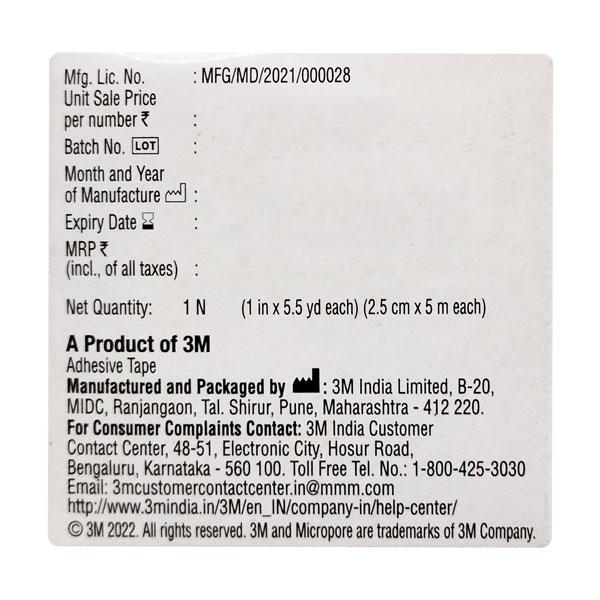 Mfg. Lic. No. : MFG/MD/2021/000028
Unit Sale Price
per number ₹ :
Batch No. LOT :
Month and Year
of Manufacture :
Expiry Date :
MRP ₹
(incl., of all taxes) :
Net Quantity: 1 N (1 in x 5.5 yd each) (2.5 cm x 5 m each)
A Product of 3M
Adhesive Tape
Manufactured and Packaged by : 3M India Limited, B-20,
MIDC, Ranjangaon, Tal. Shirur, Pune, Maharashtra - 412 220.
For Consumer Complaints Contact: 3M India Customer
Contact Center, 48-51, Electronic City, Hosur Road,
Bengaluru, Karnataka - 560 100. Toll Free Tel. No.: 1-800-425-3030
Email: 3mcustomercontactcenter.in@mmm.com
http://www.3mindia.in/3M/en_IN/company-in/help-center/
© 3M 2022. All rights reserved. 3M and Micropore are trademarks of 3M Company.